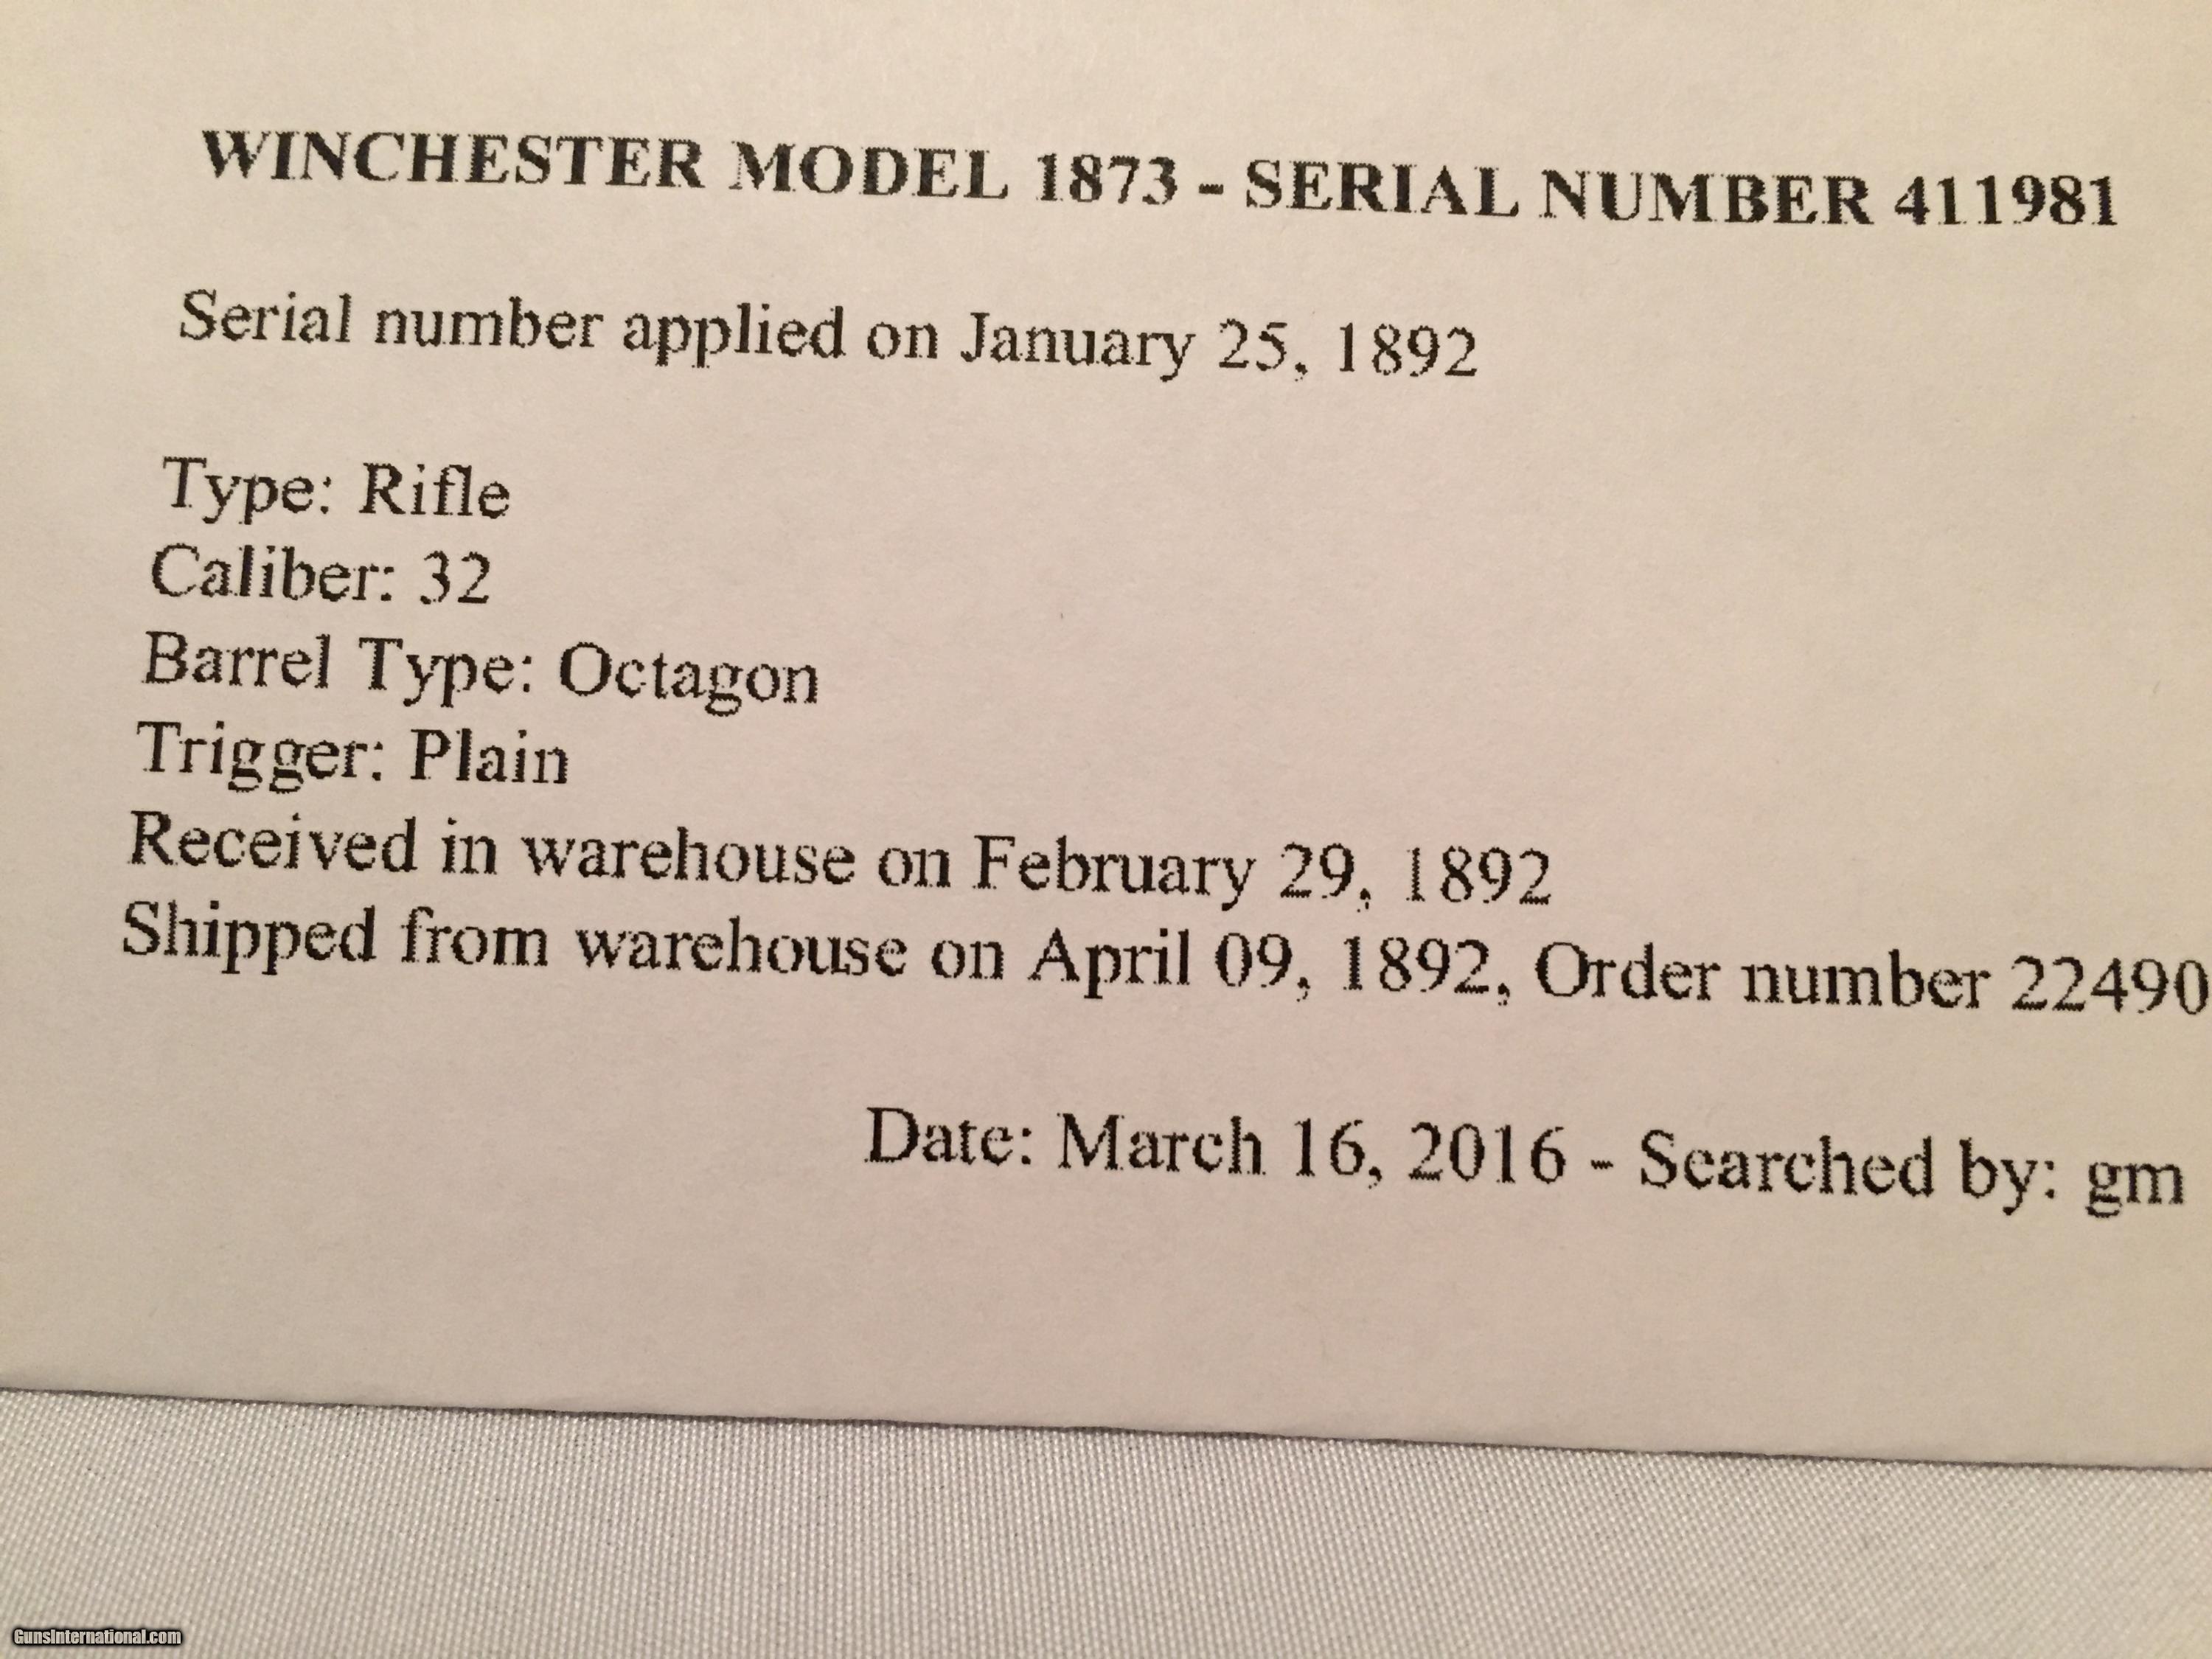 WINCHESTER MODEL 1873 - SERIAL NUMBER 411981
Serial number applied on January 25, 1892
Type: Rifle
Caliber: 32
Barrel Type: Octagon
Trigger: Plain
Received in warehouse on February 29, 1892
Shipped from warehouse on April 09, 1892, Order number 22490
Date: March 16, 2016 - Searched by: gm
GunsInternational.com